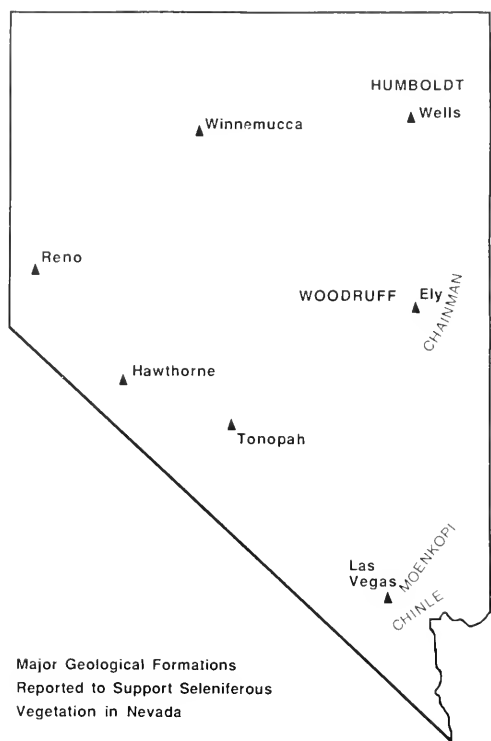 HUMBOLDT
Wells
Winnemucca
Reno
WOODRUFF
Ely
CHAINMAN
Hawthorne
Tonopah
Las
Vegas
MOENKOPI
CHINLE
Major Geological Formations
Reported to Support Seleniferous
Vegetation in Nevada